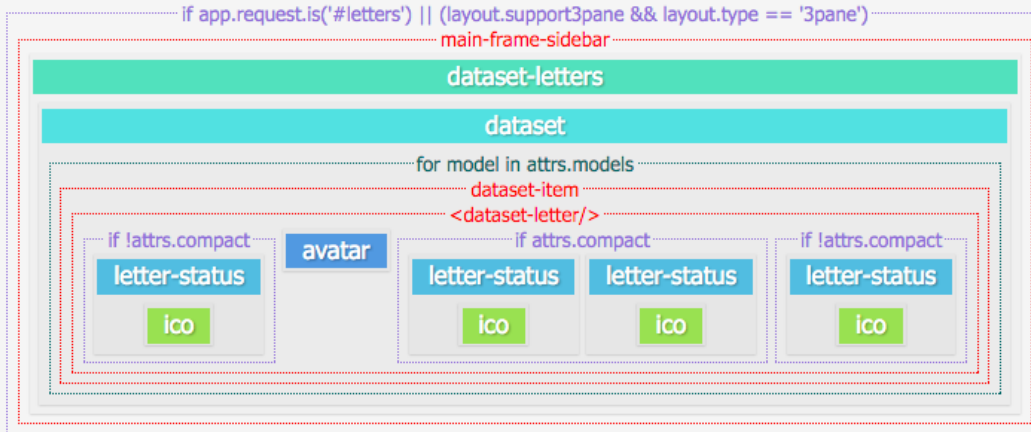 if app.request.is('#letters') || (layout.support3pane && layout.type == '3pane')
main-frame-sidebar
dataset-letters
dataset
for model in attrs.models
dataset-item
<dataset-letter/>
if !attrs.compact
avatar
if attrs.compact
if !attrs.compact
letter-status
letter-status
letter-status
letter-status
ico
ico
ico
ico